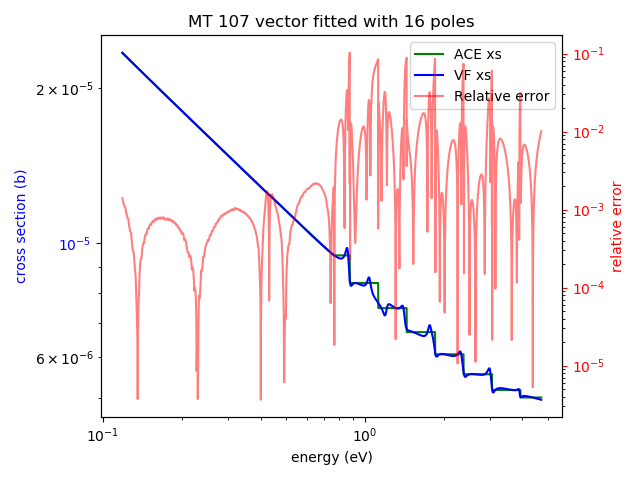 MT 107 vector fitted with 16 poles
ACE xs
VF xs
Relative error
cross section (b)
2 × 10⁻⁵
10⁻⁵
6 × 10⁻⁶
10⁻¹
10⁻²
10⁻³
10⁻⁴
10⁻⁵
relative error
10⁻¹
10⁰
energy (eV)